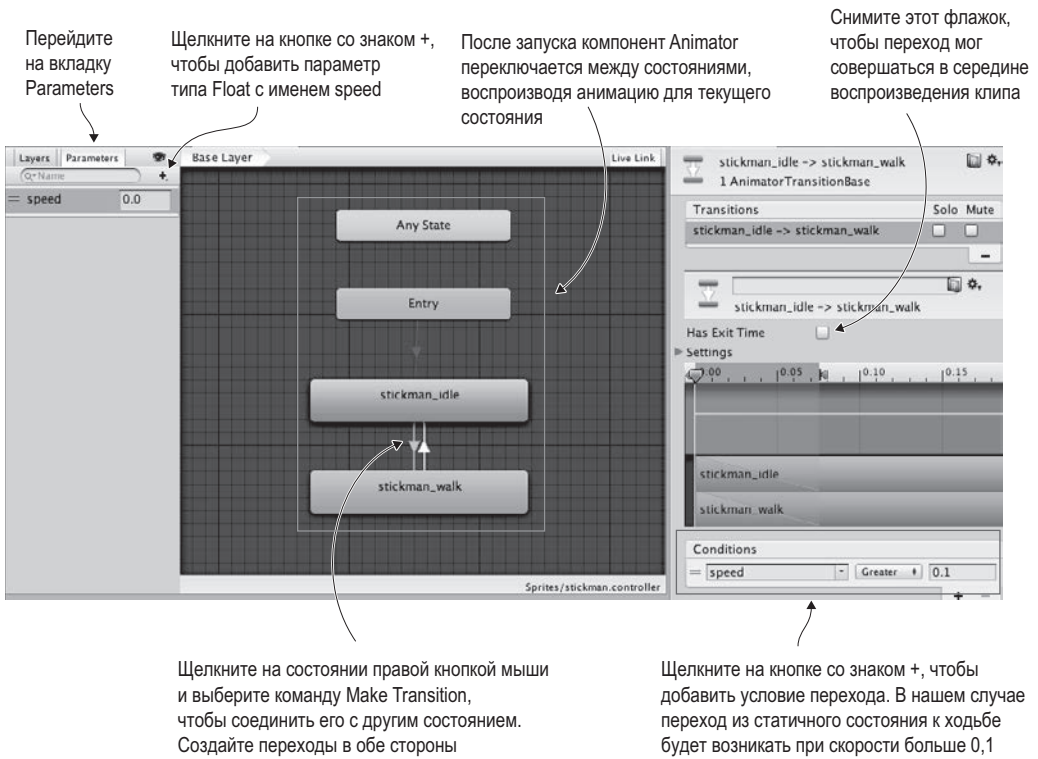 Перейдите
на вкладку
Parameters
Щелкните на кнопке со знаком +,
чтобы добавить параметр
типа Float с именем speed
После запуска компонент Animator
переключается между состояниями,
воспроизводя анимацию для текущего
состояния
Снимите этот флажок,
чтобы переход мог
совершаться в середине
воспроизведения клипа
Layers Parameters
Name
speed 0.0
Base Layer Live Link
Any State
Entry
stickman_idle
stickman_walk
Sprites/stickman.controller
stickman_idle -> stickman_walk
1 AnimatorTransitionBase
Transitions Solo Mute
stickman_idle -> stickman_walk
stickman_idle -> stickman_walk
Has Exit Time
Settings
0:00 0:05 0:10 0:15
stickman_idle
stickman_walk
Conditions
speed Greater 0.1
Щелкните на состоянии правой кнопкой мыши
и выберите команду Make Transition,
чтобы соединить его с другим состоянием.
Создайте переходы в обе стороны
Щелкните на кнопке со знаком +, чтобы
добавить условие перехода. В нашем случае
переход из статичного состояния к ходьбе
будет возникать при скорости больше 0,1